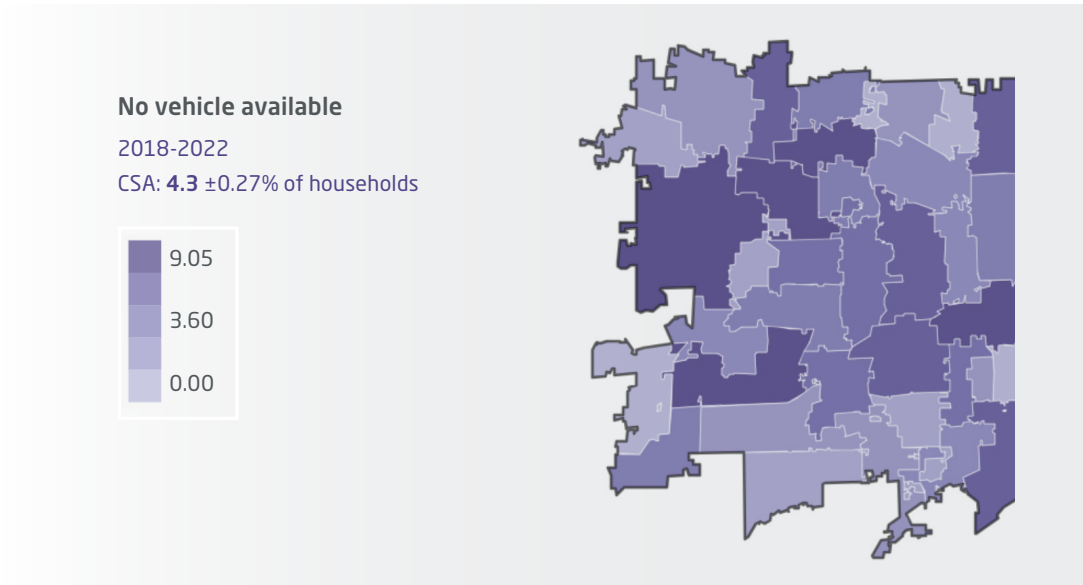 No vehicle available
2018-2022
CSA: 4.3 ±0.27% of households
9.05
3.60
0.00